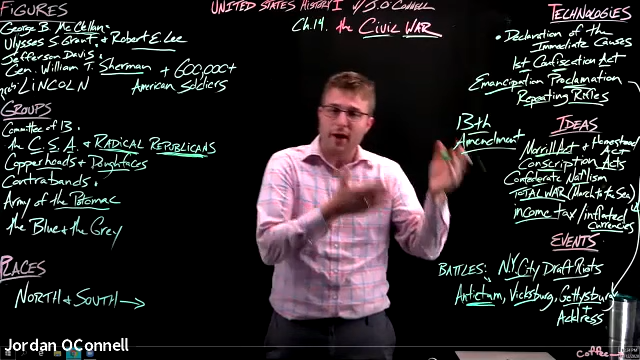 FIGURES
George B. McClellan.
Ulysses S Grant. & Robert E. Lee
Jefferson Davis.
Gen. William T. Sherman + 600,000+
LINCOLN American Soldiers
GROUPS
Committee of 13
the C.S.A. & RADICAL REPUBLICANS
Copperheads & Doughfaces
Contrabands.
Army of the Potomac
the Blue & the Grey
PLACES
NORTH & SOUTH →
UNITED STATES HISTORY I w/ J. O'CONNELL
Ch. 14. the CIVIL WAR
13th
Amendment
TECHNOLOGIES
• Declaration of the
Immediate Causes
1st Confiscation Act
Emancipation Proclamation
Repeating Rifles
IDEAS
Morrill Act & Homestead
Act
Conscription Acts
Confederate Nat'lism
TOTAL WAR (March to the Sea)
income tax/inflated
currencies
EVENTS
BATTLES: N.Y. City Draft Riots
Antietam, Vicksburg, Gettysburg
+
Address
coffee →
Jordan OConnell